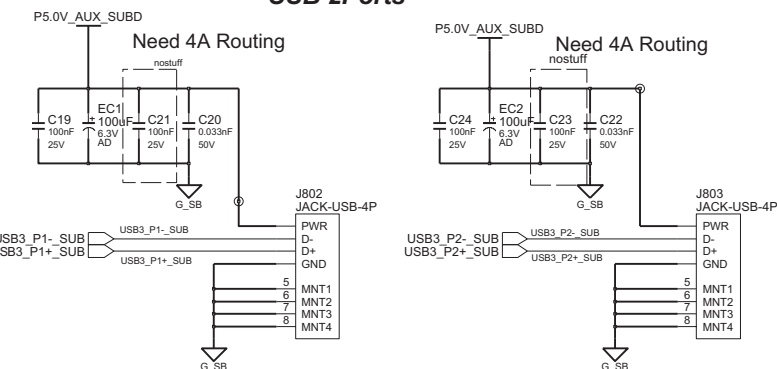 USB 2Ports
P5.0V_AUX_SUBD
Need 4A Routing
nostuff
C19
100nF
25V
EC1
100uF
6.3V
AD
C21
100nF
25V
C20
0.033nF
50V
G_SB
J802
JACK-USB-4P
USB3_P1-_SUB
USB3_P1+_SUB
USB3_P1-_SUB
USB3_P1+_SUB
PWR
D-
D+
GND
5 MNT1
6 MNT2
7 MNT3
8 MNT4
G_SB
P5.0V_AUX_SUBD
Need 4A Routing
nostuff
C24
100nF
25V
EC2
100uF
6.3V
AD
C23
100nF
25V
C22
0.033nF
50V
G_SB
J803
JACK-USB-4P
USB3_P2-_SUB
USB3_P2+_SUB
USB3_P2-_SUB
USB3_P2+_SUB
PWR
D-
D+
GND
5 MNT1
6 MNT2
7 MNT3
8 MNT4
G_SB